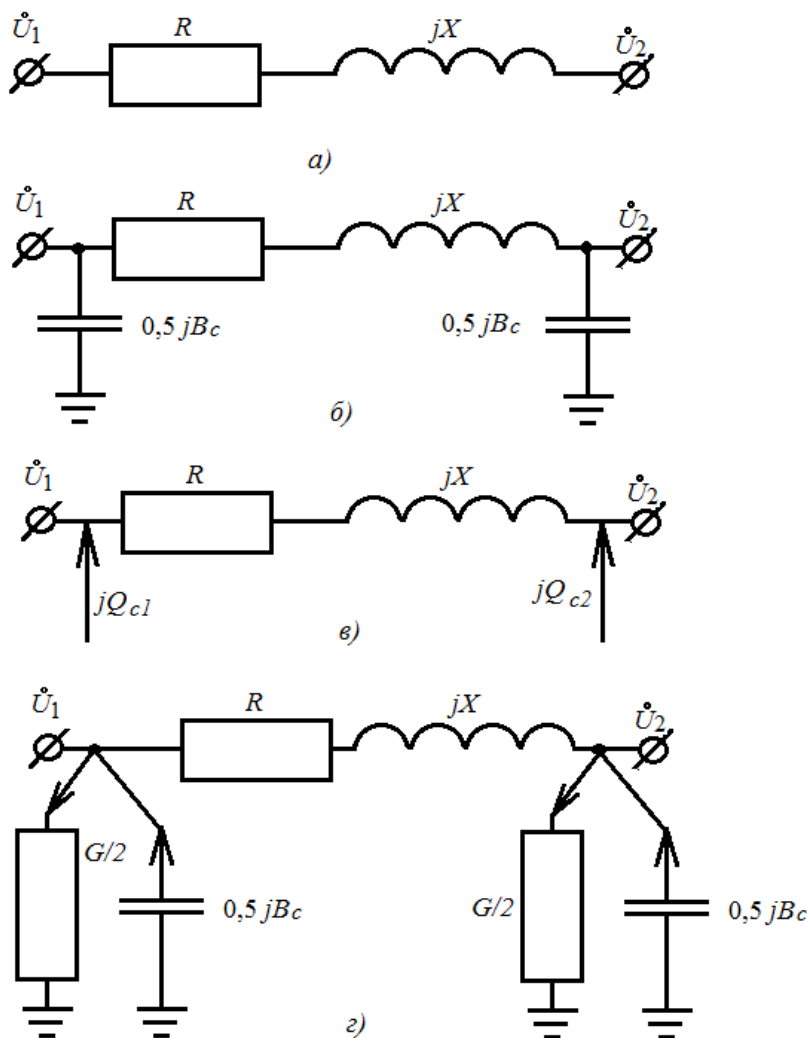 U̇1 R jX U̇2
а)
U̇1 R jX U̇2
0,5 jBc 0,5 jBc
б)
U̇1 R jX U̇2
jQc1 jQc2
в)
U̇1 R jX U̇2
G/2 0,5 jBc G/2 0,5 jBc
г)